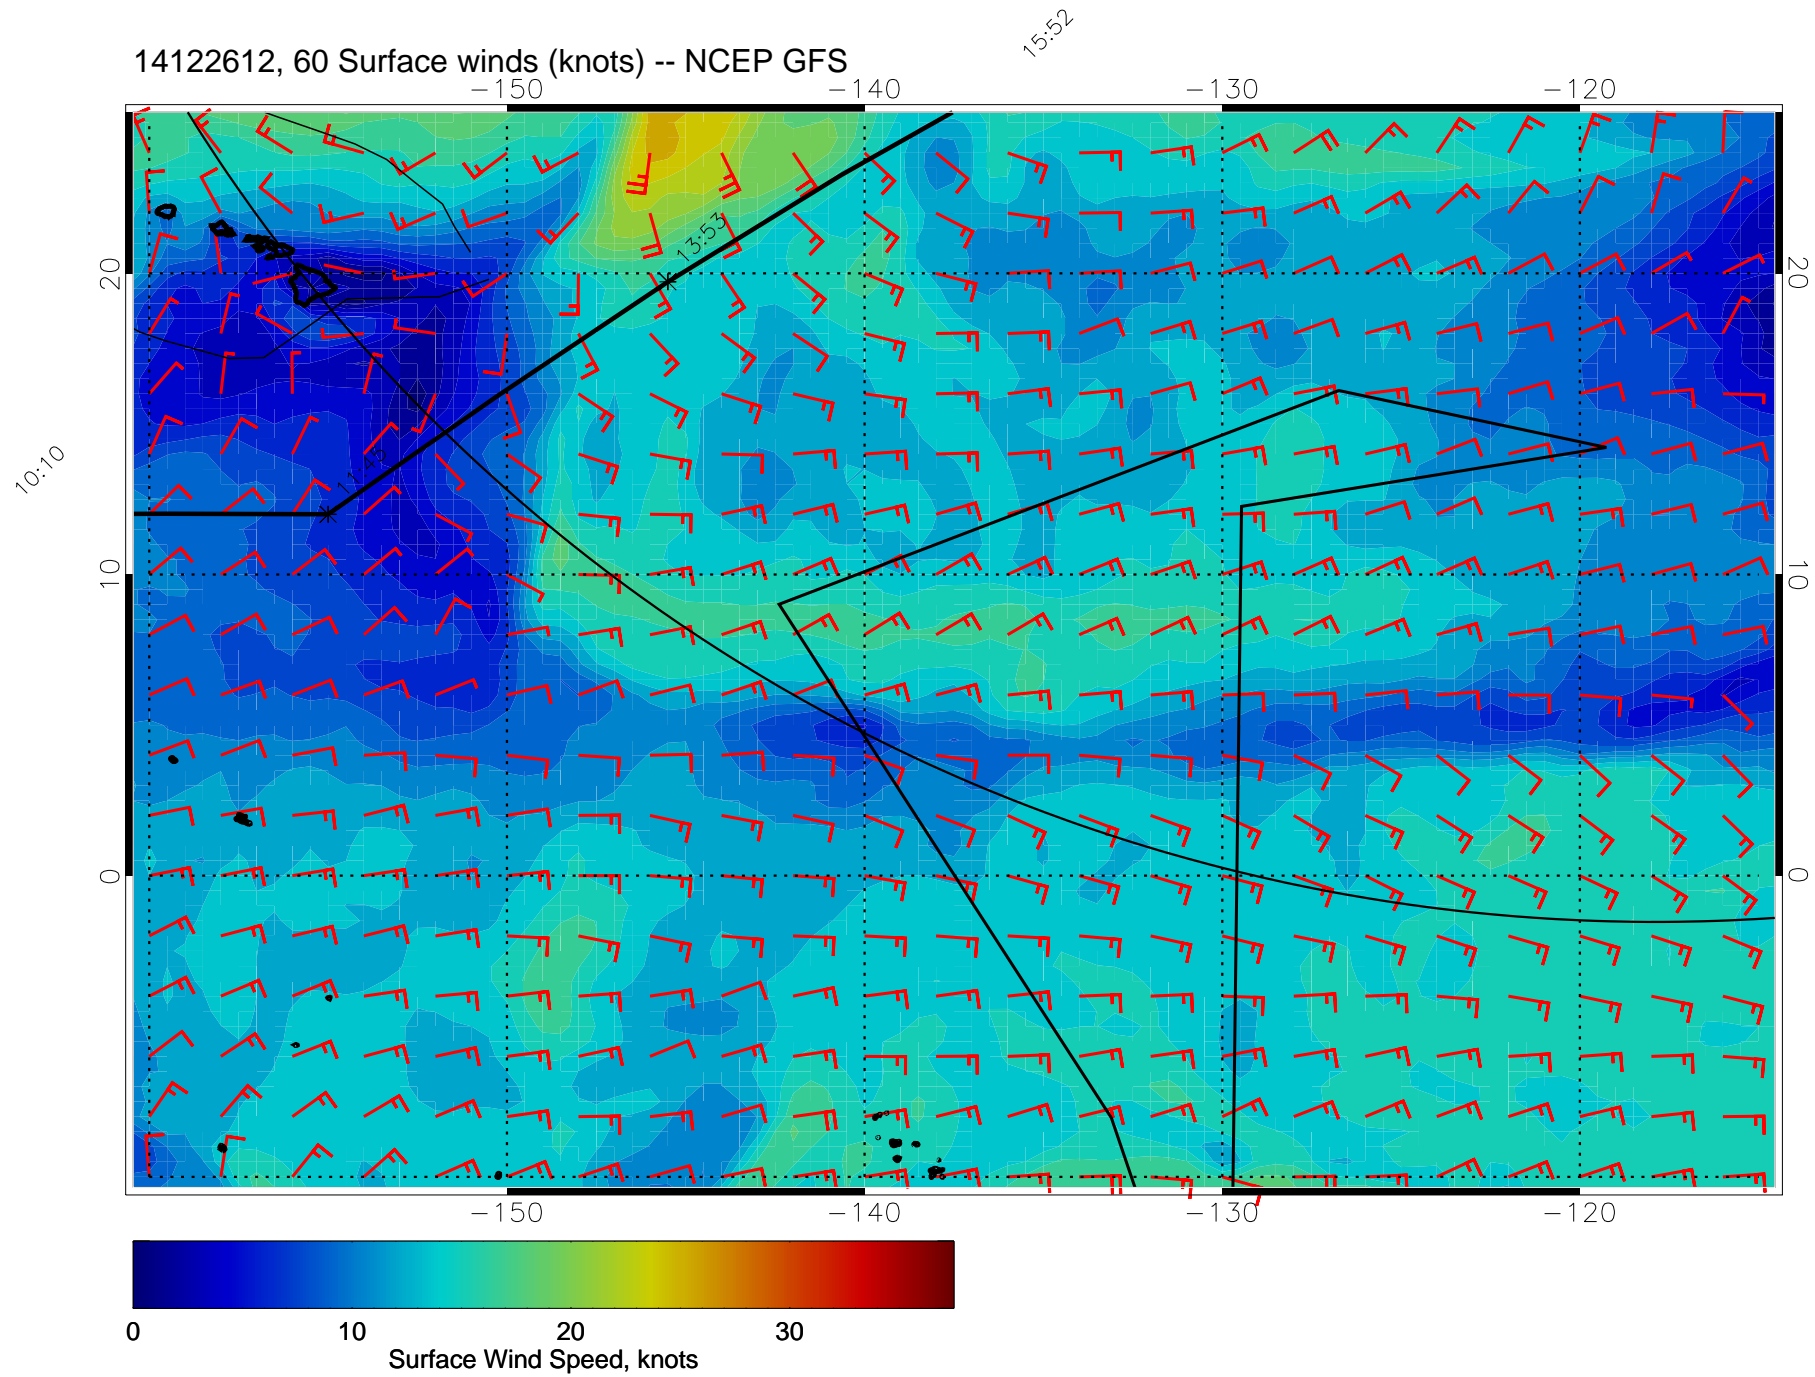 15:52
14122612, 60 Surface winds (knots) -- NCEP GFS
−150 −140 −130 −120
13:53
20 20
10:10
11:45
10 10
0 0
−150 −140 −130 −120
0 10 20 30
Surface Wind Speed, knots